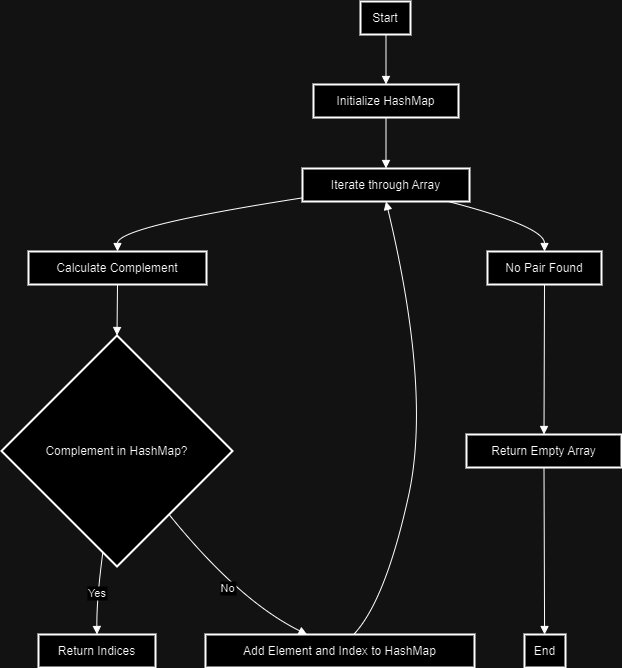 Start
Initialize HashMap
Iterate through Array
Calculate Complement
No Pair Found
Complement in HashMap?
Return Empty Array
Yes
No
Return Indices
Add Element and Index to HashMap
End